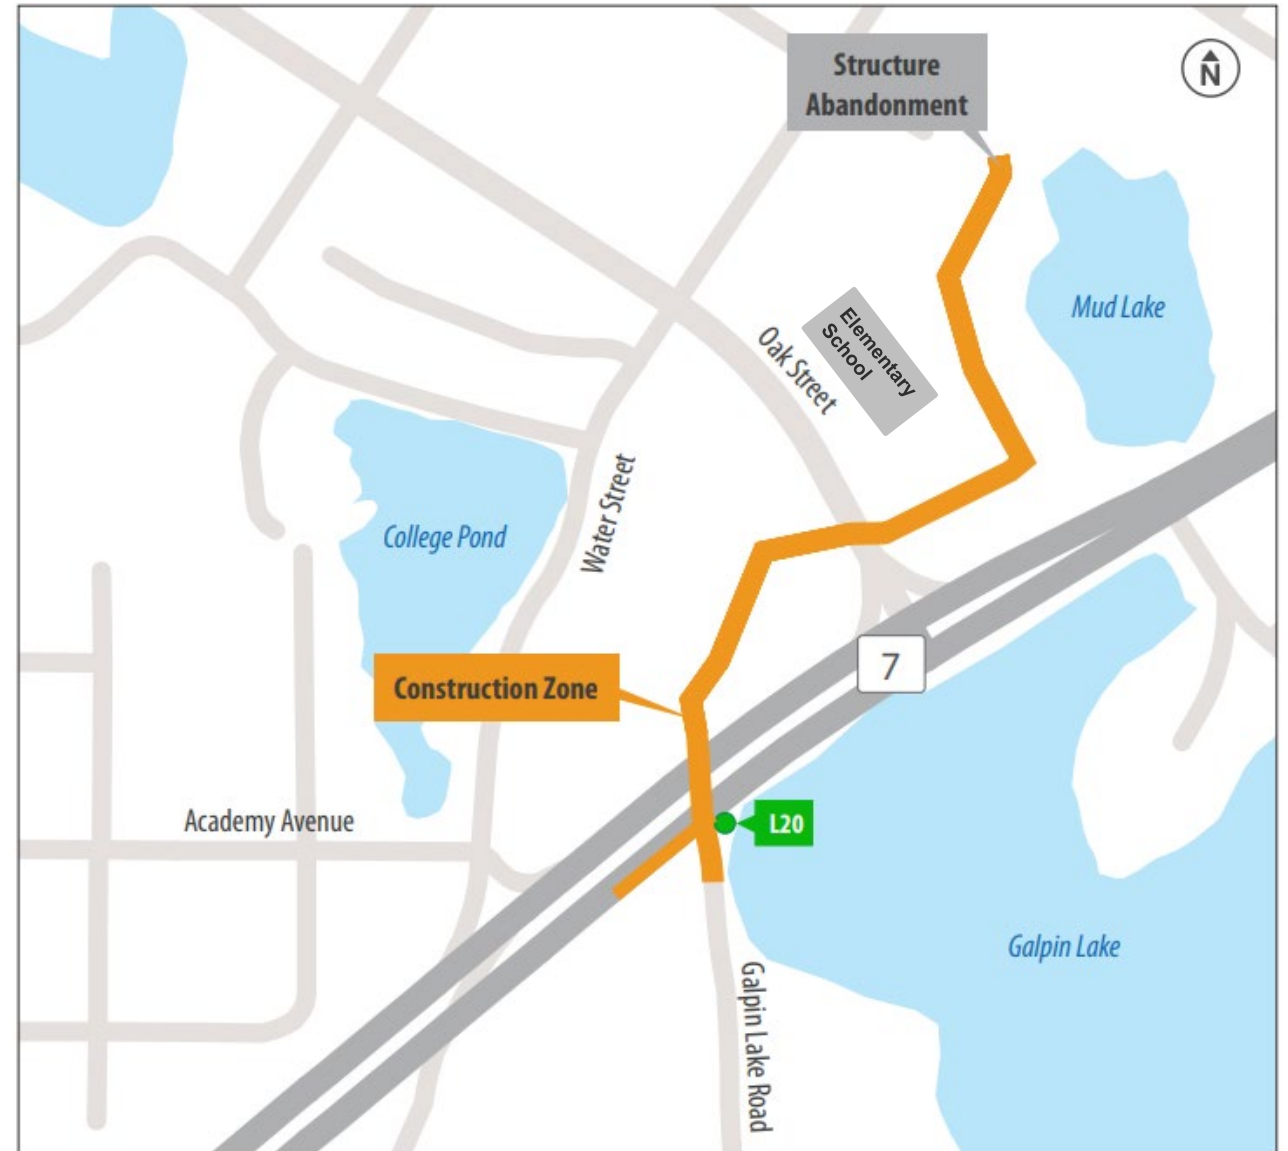 Structure
Abandonment
N
Mud Lake
Elementary
School
Oak Street
Water Street
College Pond
7
Construction Zone
Academy Avenue
L20
Galpin Lake
Galpin Lake Road